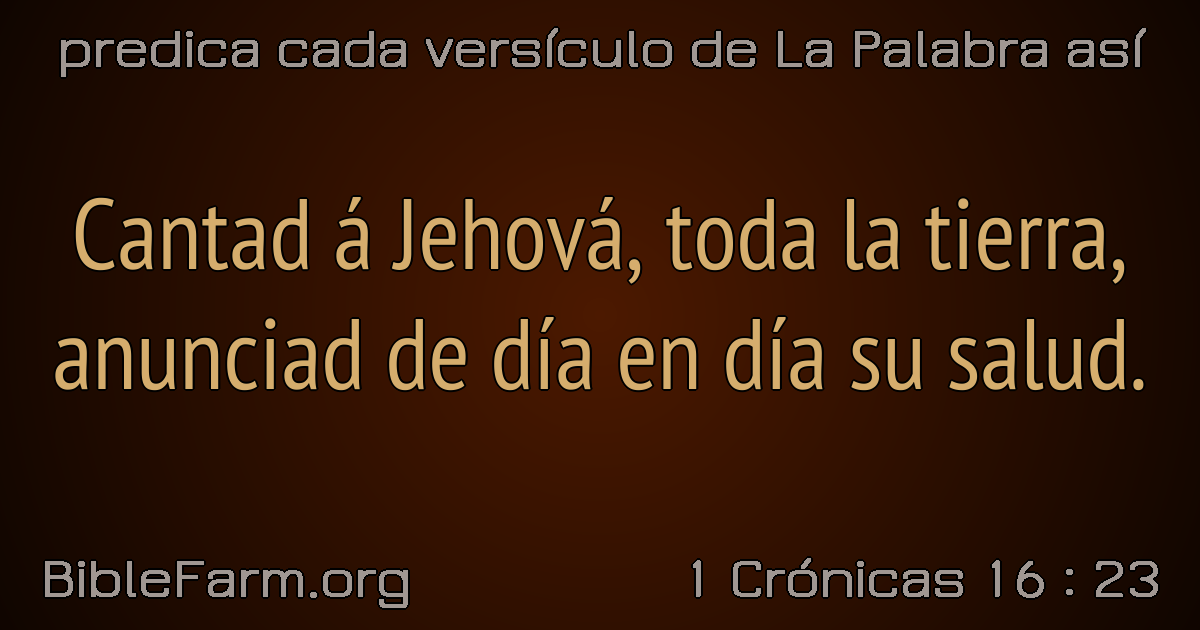 predica cada versículo de La Palabra así
Cantad á Jehová, toda la tierra,
anunciad de día en día su salud.
BibleFarm.org
1 Crónicas 16 : 23